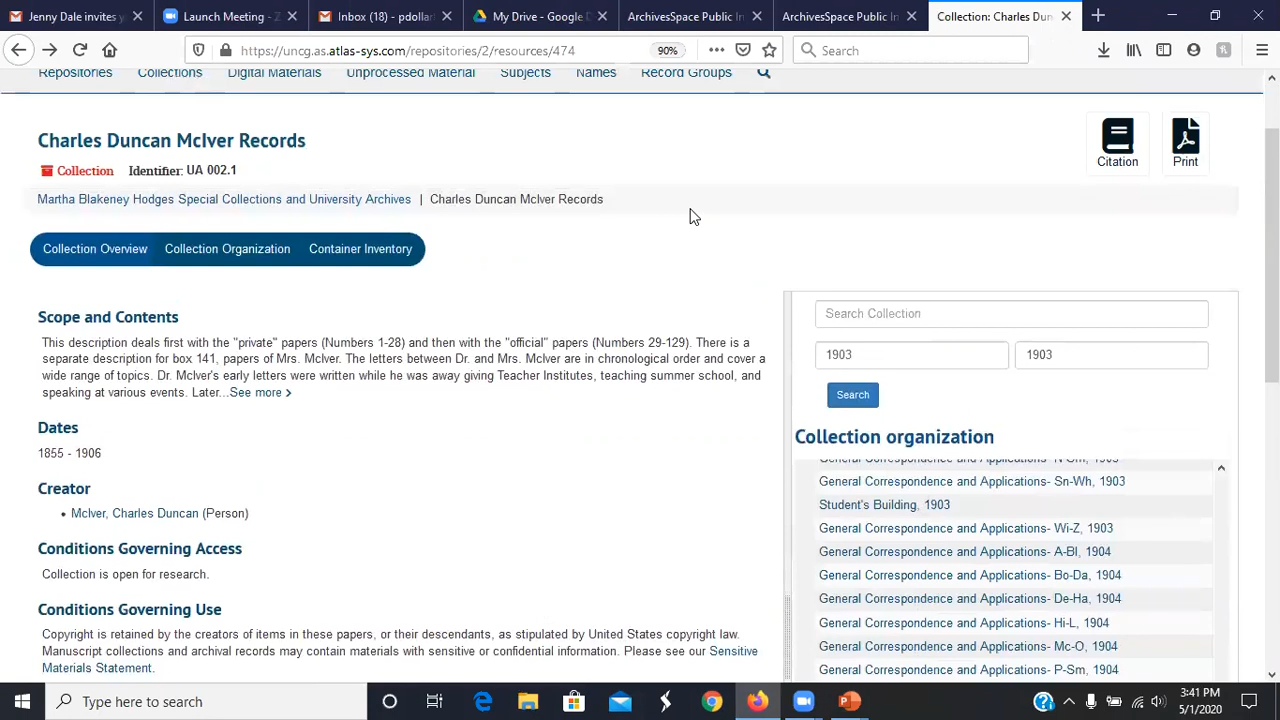 Jenny Dale invites y
Launch Meeting - Z
Inbox (18) - pdollar
My Drive - Google D
ArchivesSpace Public In
ArchivesSpace Public In
Collection: Charles Dun
https://uncg.as.atlas-sys.com/repositories/2/resources/474
90%
Search
Repositories
Collections
Digital Materials
Unprocessed Material
Subjects
Names
Record Groups
Charles Duncan McIver Records
Citation
Print
Collection
Identifier: UA 002.1
Martha Blakeney Hodges Special Collections and University Archives | Charles Duncan McIver Records
Collection Overview
Collection Organization
Container Inventory
Scope and Contents
This description deals first with the "private" papers (Numbers 1-28) and then with the "official" papers (Numbers 29-129). There is a
separate description for box 141, papers of Mrs. McIver. The letters between Dr. and Mrs. McIver are in chronological order and cover a
wide range of topics. Dr. McIver's early letters were written while he was away giving Teacher Institutes, teaching summer school, and
speaking at various events. Later...See more >
Dates
1855 - 1906
Creator
• McIver, Charles Duncan (Person)
Conditions Governing Access
Collection is open for research.
Conditions Governing Use
Copyright is retained by the creators of items in these papers, or their descendants, as stipulated by United States copyright law.
Manuscript collections and archival records may contain materials with sensitive or confidential information. Please see our Sensitive
Materials Statement.
Search Collection
1903
1903
Search
Collection organization
General Correspondence and Applications- N-Sm, 1903
General Correspondence and Applications- Sn-Wh, 1903
Student's Building, 1903
General Correspondence and Applications- Wi-Z, 1903
General Correspondence and Applications- A-Bl, 1904
General Correspondence and Applications- Bo-Da, 1904
General Correspondence and Applications- De-Ha, 1904
General Correspondence and Applications- Hi-L, 1904
General Correspondence and Applications- Mc-O, 1904
General Correspondence and Applications- P-Sm, 1904
Type here to search
3:41 PM
5/1/2020